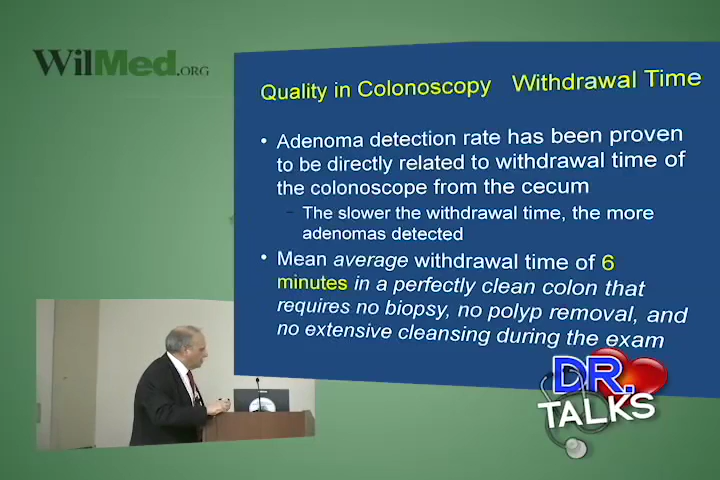 WilMed.ORG
Quality in Colonoscopy Withdrawal Time
• Adenoma detection rate has been proven
to be directly related to withdrawal time of
the colonoscope from the cecum
– The slower the withdrawal time, the more
adenomas detected
• Mean average withdrawal time of 6
minutes in a perfectly clean colon that
requires no biopsy, no polyp removal, and
no extensive cleansing during the exam
DR.
TALKS